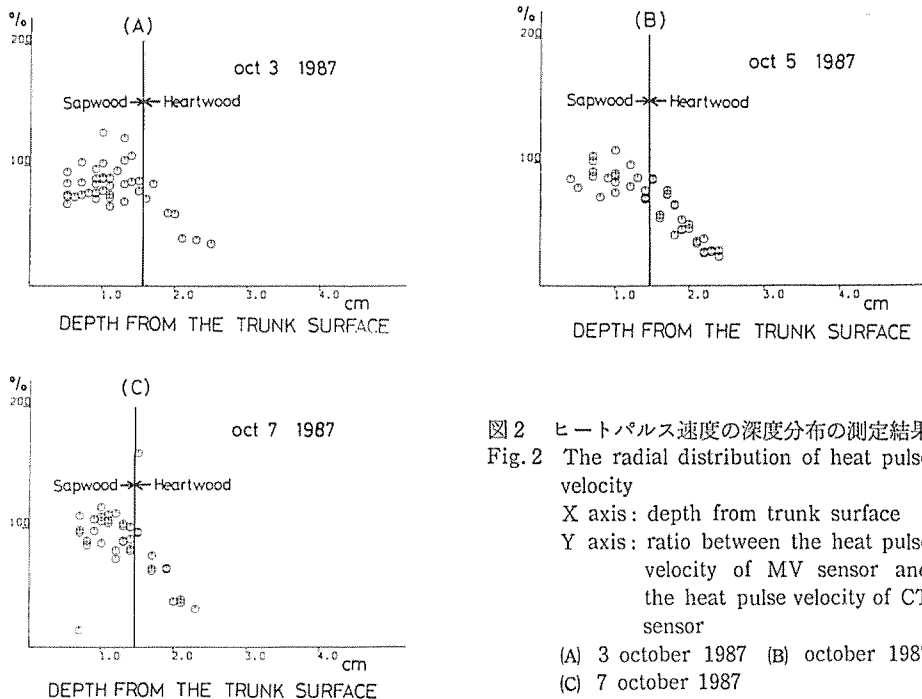 %
200
(A)
oct 3 1987
Sapwood
Heartwood
100
1.0
2.0
3.0
4.0
cm
DEPTH FROM THE TRUNK SURFACE
%
200
(B)
oct 5 1987
Sapwood
Heartwood
100
1.0
2.0
3.0
4.0
cm
DEPTH FROM THE TRUNK SURFACE
%
200
(C)
oct 7 1987
Sapwood
Heartwood
100
1.0
2.0
3.0
4.0
cm
DEPTH FROM THE TRUNK SURFACE
図2 ヒートパルス速度の深度分布の測定結果
Fig. 2 The radial distribution of heat pulse
velocity
X axis: depth from trunk surface
Y axis: ratio between the heat pulse
velocity of MV sensor and
the heat pulse velocity of CT
sensor
(A) 3 october 1987 (B) october 1987
(C) 7 october 1987